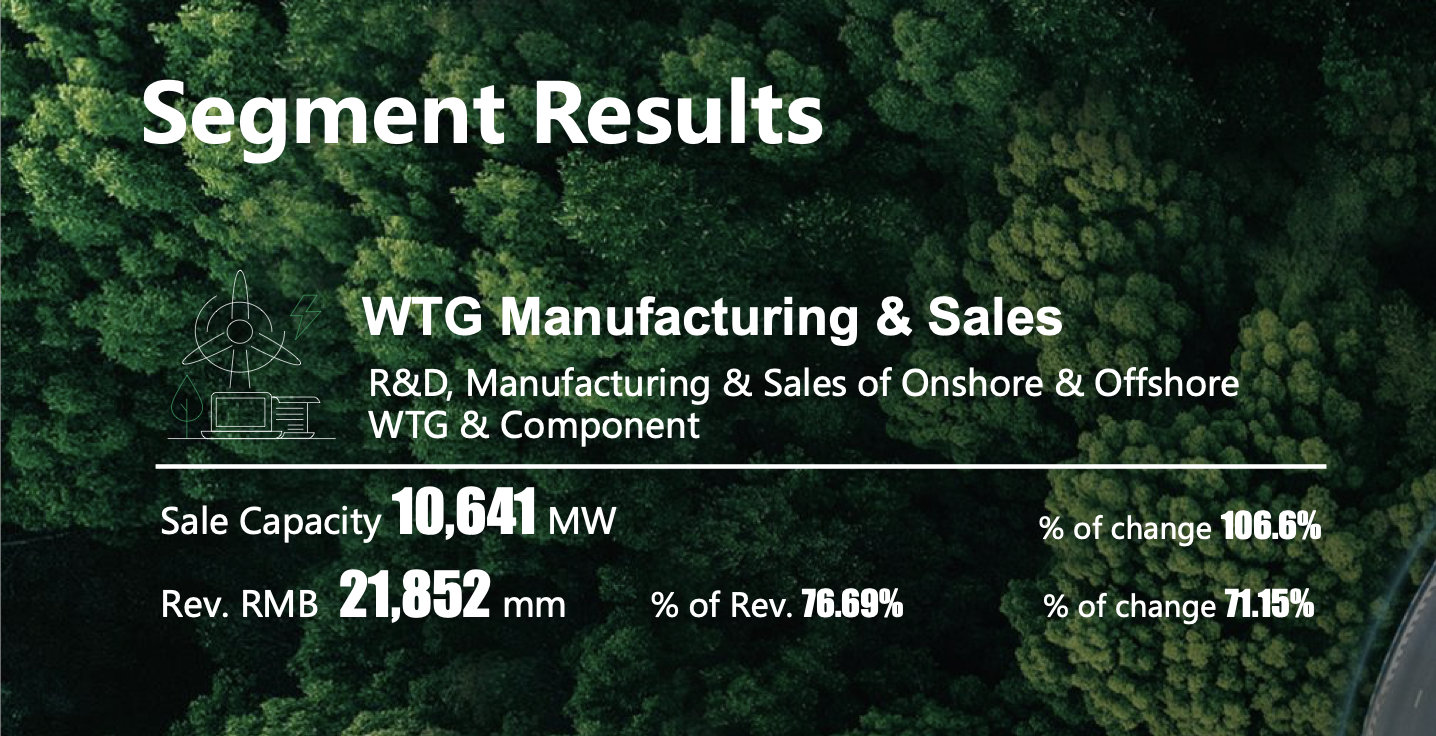 Segment Results
WTG Manufacturing & Sales
R&D, Manufacturing & Sales of Onshore & Offshore
WTG & Component
Sale Capacity 10,641 MW % of change 106.6%
Rev. RMB 21,852 mm % of Rev. 76.69% % of change 71.15%